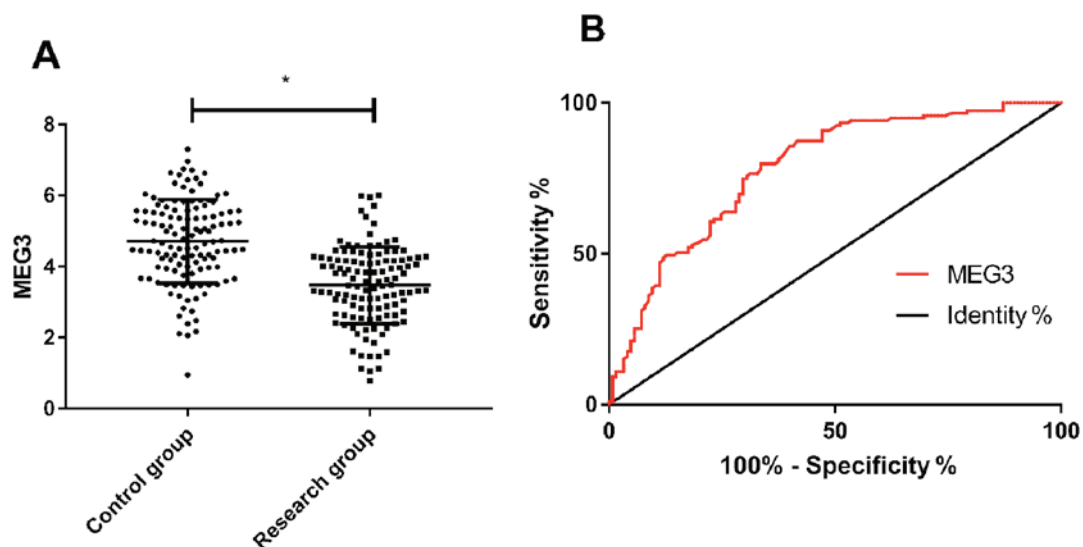 A
*
MEG3
8
6
4
2
0
Control group
Research group
B
Sensitivity %
100
50
0
MEG3
Identity %
0
50
100
100% - Specificity %